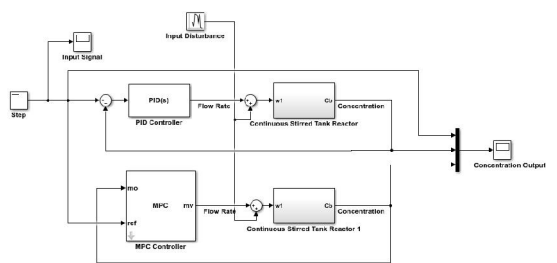 Input Disturbance
Input Signal
Step
PID(s)
PID Controller
Flow Rate
w1
Cb
Concentration
Continuous Stirred Tank Reactor
Concentration Output
mo
MPC
mv
ref
MPC Controller
Flow Rate
w1
Cb
Concentration
Continuous Stirred Tank Reactor 1